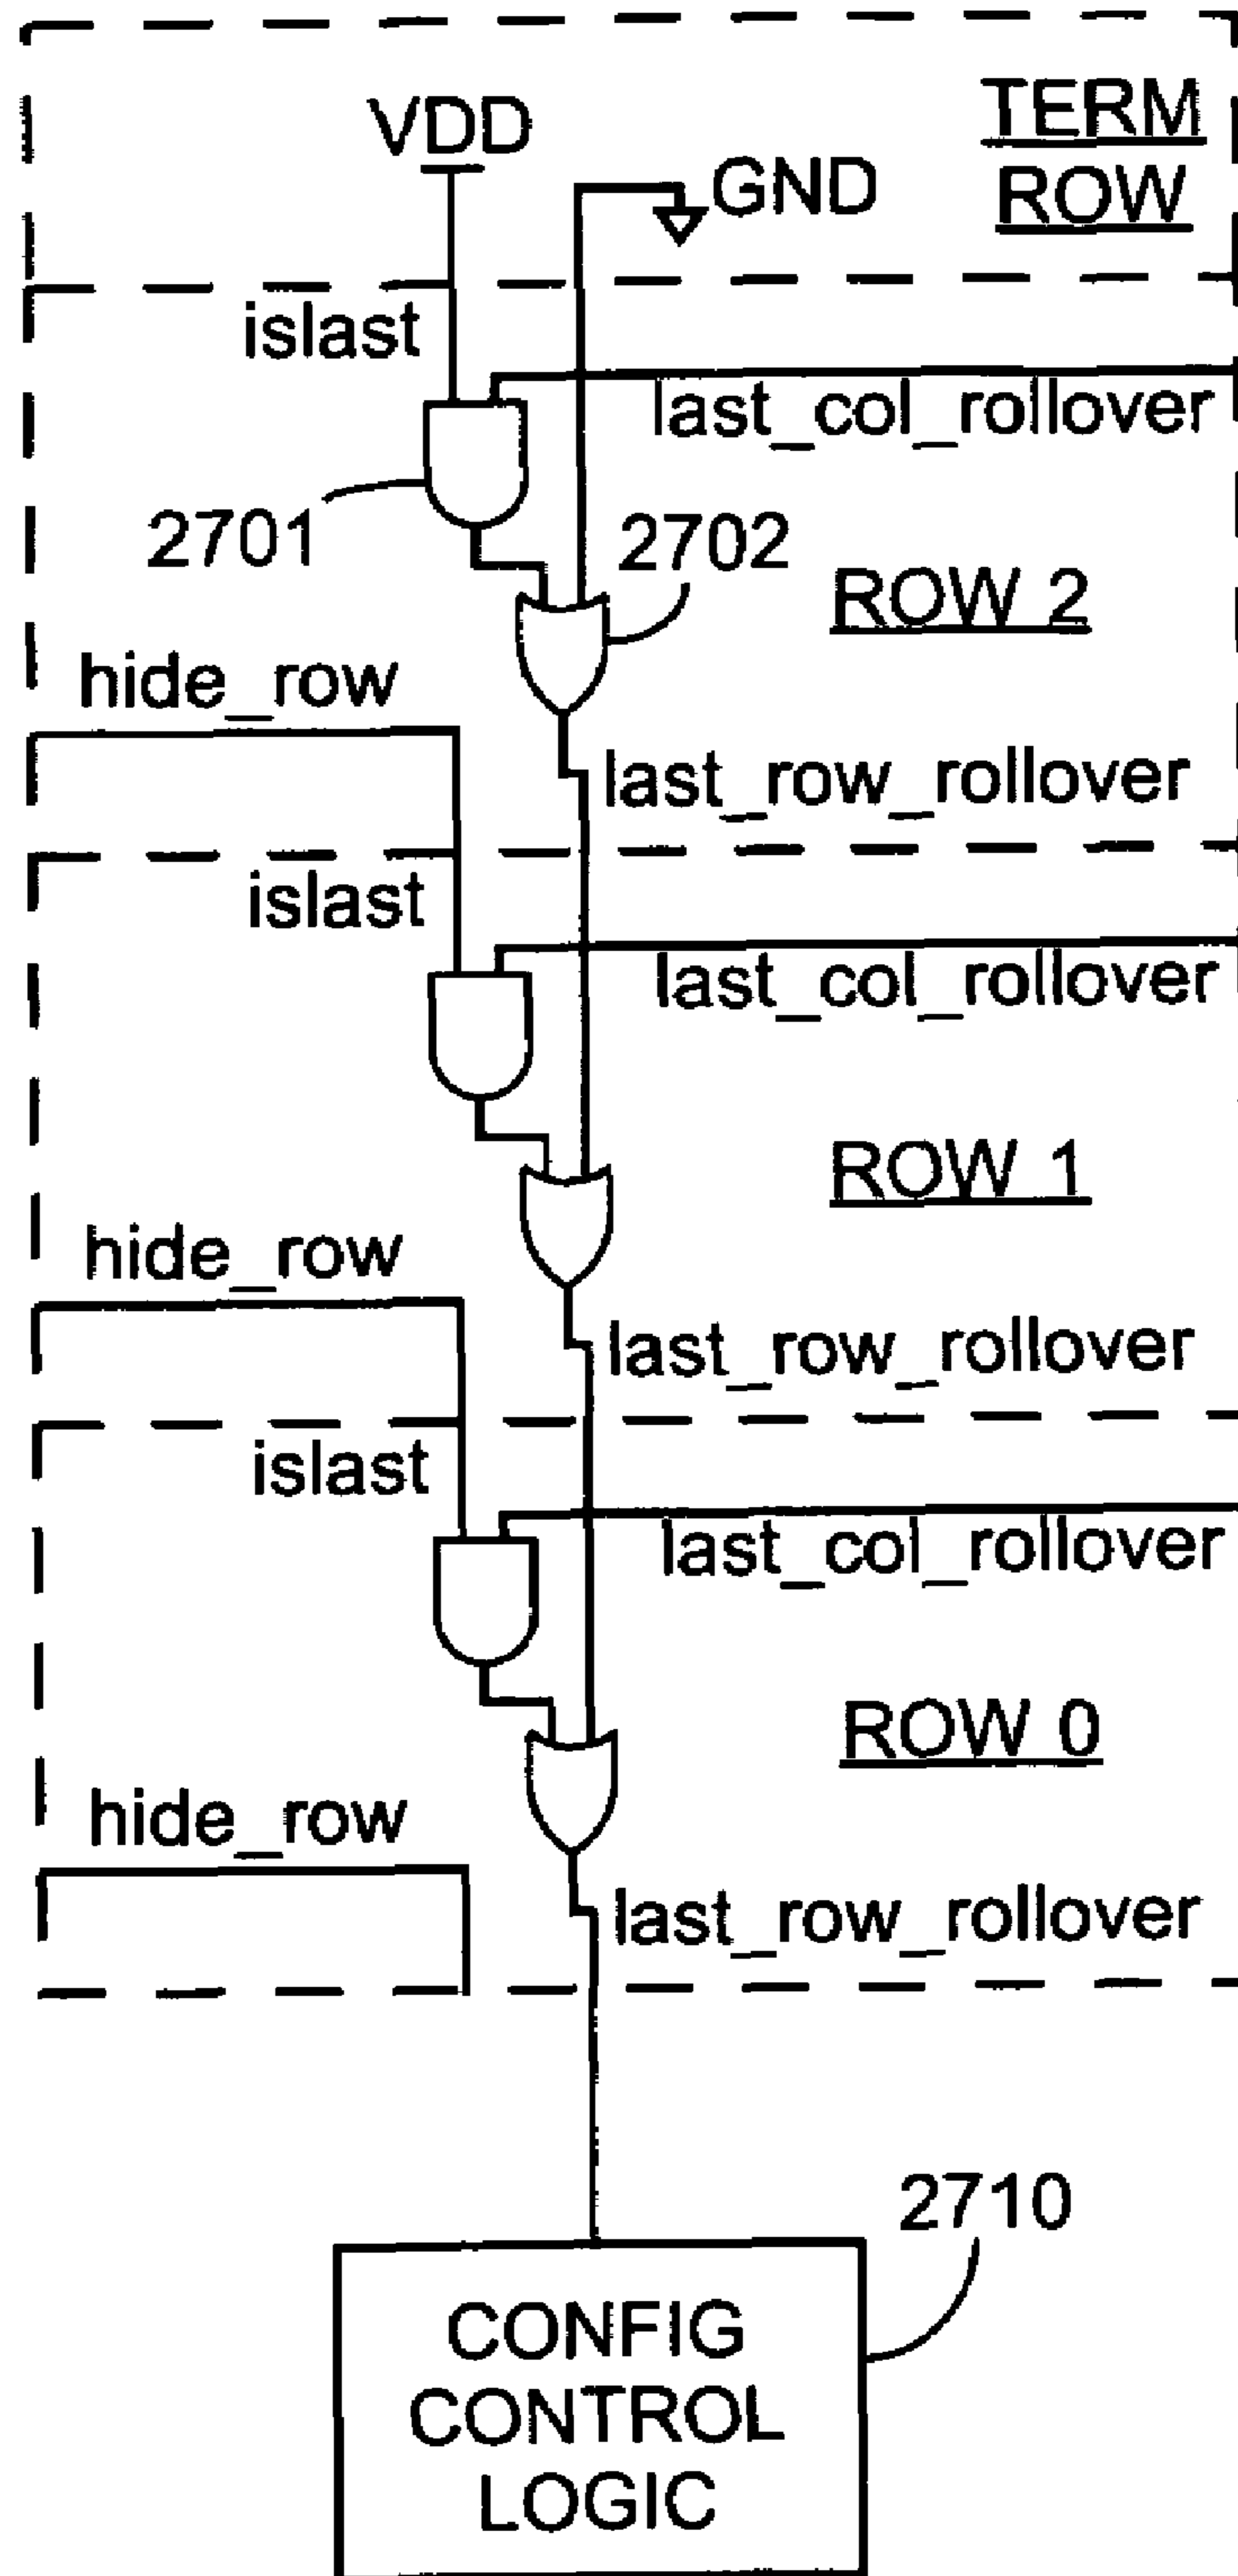 TERM
ROW
VDD
GND
islast
last_col_rollover
2701
2702
ROW 2
hide_row
last_row_rollover
islast
last_col_rollover
ROW 1
hide_row
last_row_rollover
islast
last_col_rollover
ROW 0
hide_row
last_row_rollover
2710
CONFIG
CONTROL
LOGIC